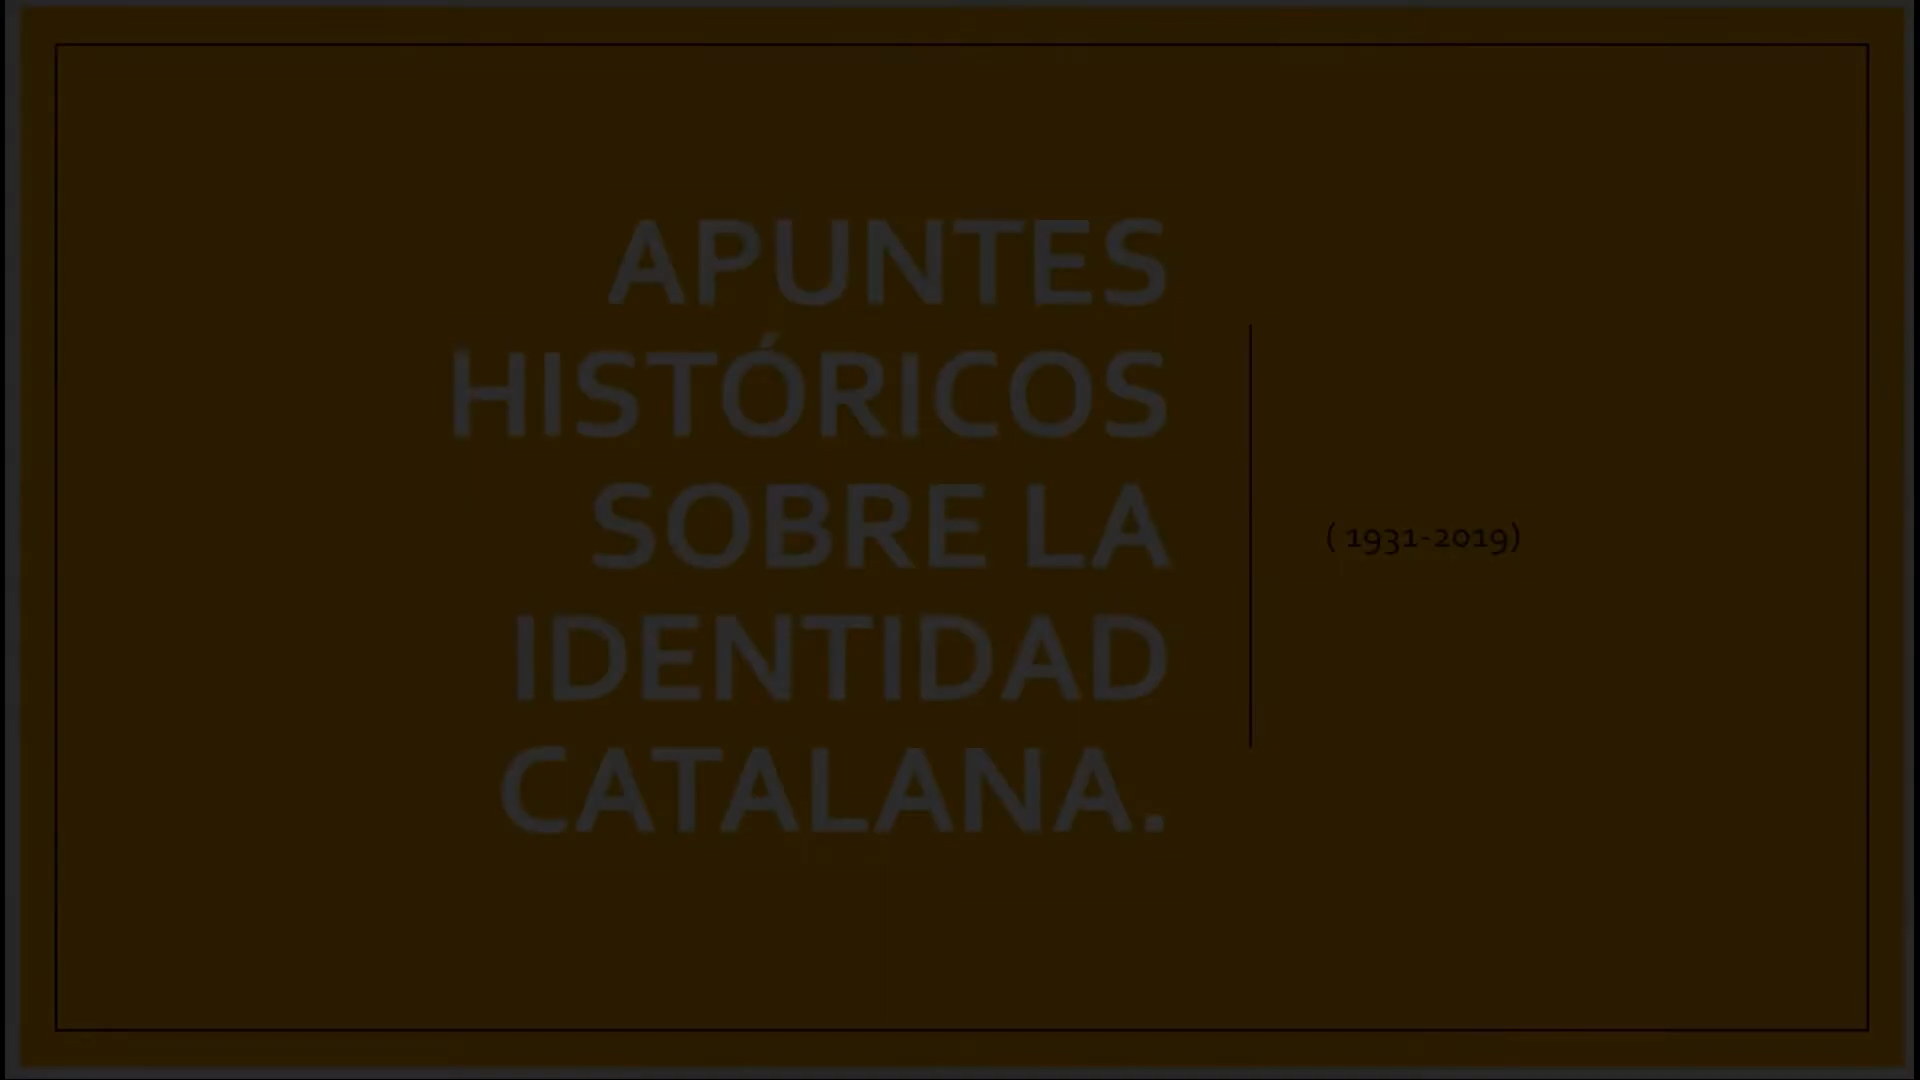 APUNTES
HISTÓRICOS
SOBRE LA
IDENTIDAD
CATALANA.
( 1931-2019)